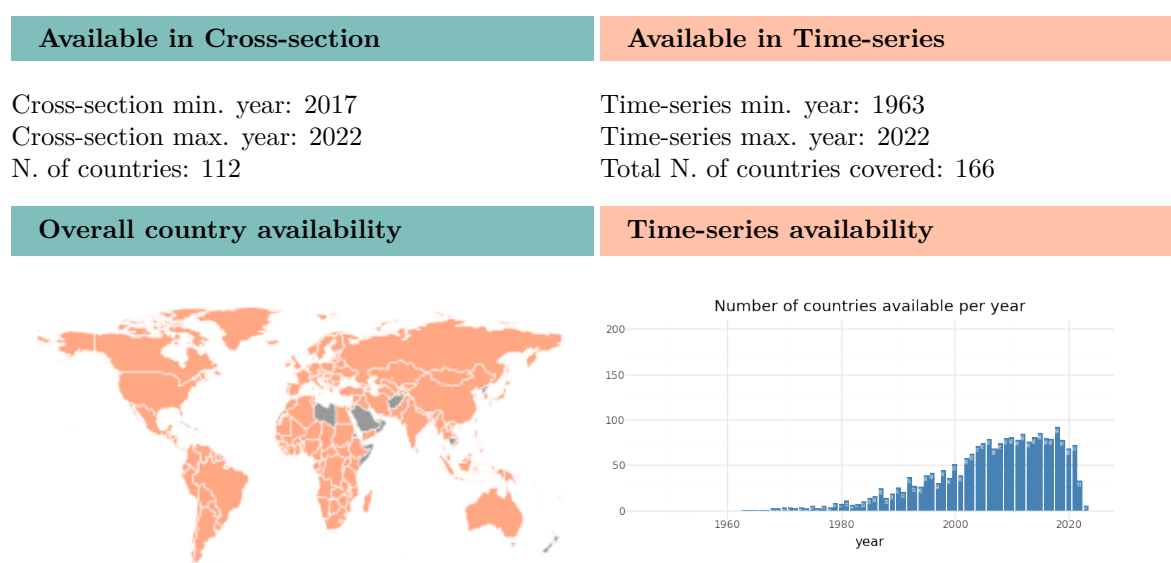 Available in Cross-section
Cross-section min. year: 2017
Cross-section max. year: 2022
N. of countries: 112
Available in Time-series
Time-series min. year: 1963
Time-series max. year: 2022
Total N. of countries covered: 166
Overall country availability
Time-series availability
Number of countries available per year
200
150
100
50
0
1960
1980
2000
2020
year